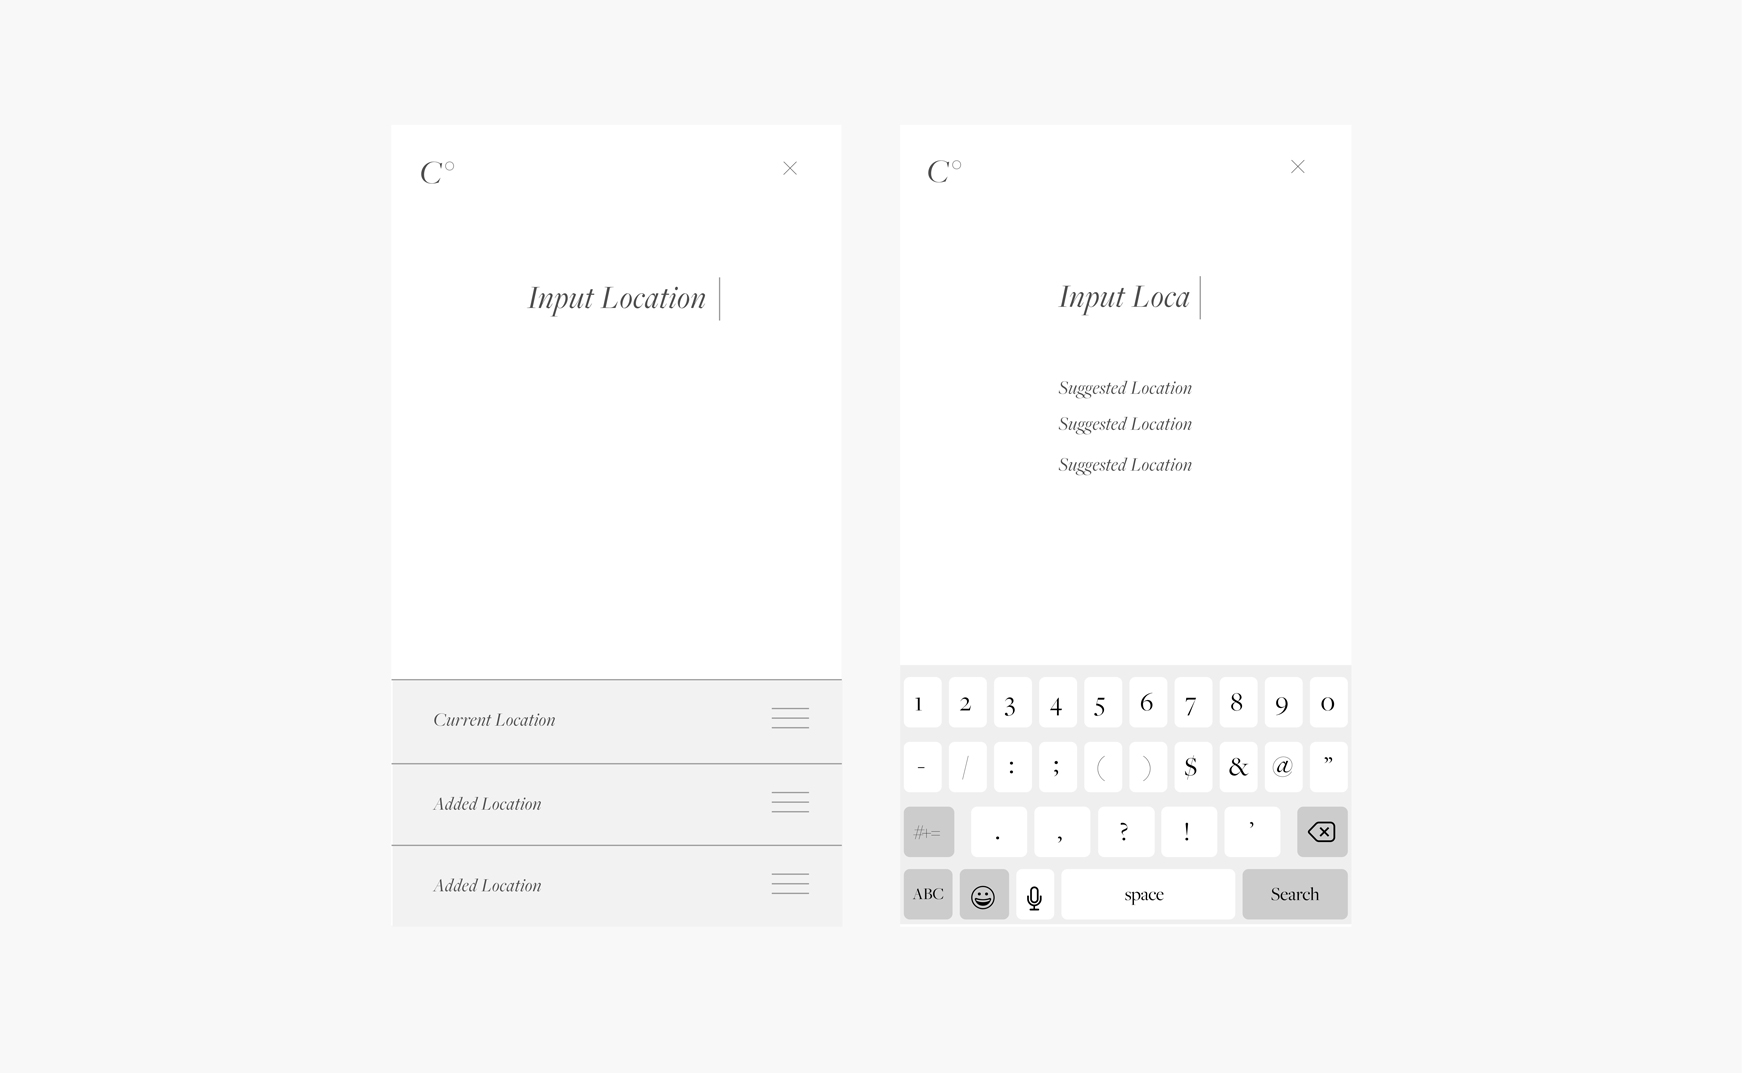 C°
Input Location
Current Location
Added Location
Added Location
C°
Input Loca
Suggested Location
Suggested Location
Suggested Location
1 2 3 4 5 6 7 8 9 0
- / : ; ( ) $ & @ ”
#+= . , ? ! ’
ABC space Search